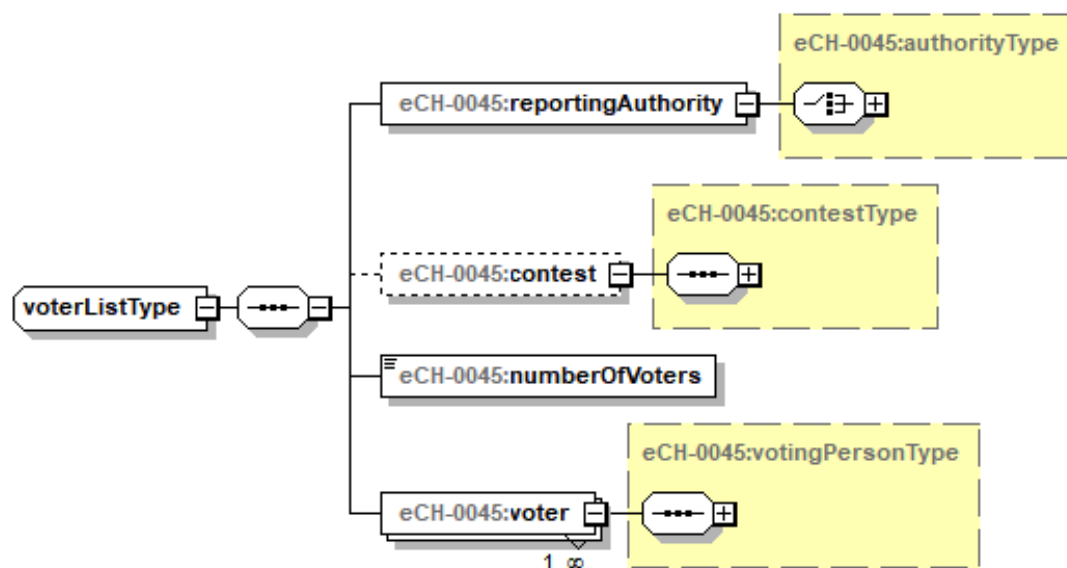 eCH-0045:authorityType
eCH-0045:reportingAuthority
eCH-0045:contestType
eCH-0045:contest
voterListType
eCH-0045:numberOfVoters
eCH-0045:votingPersonType
eCH-0045:voter
1..∞